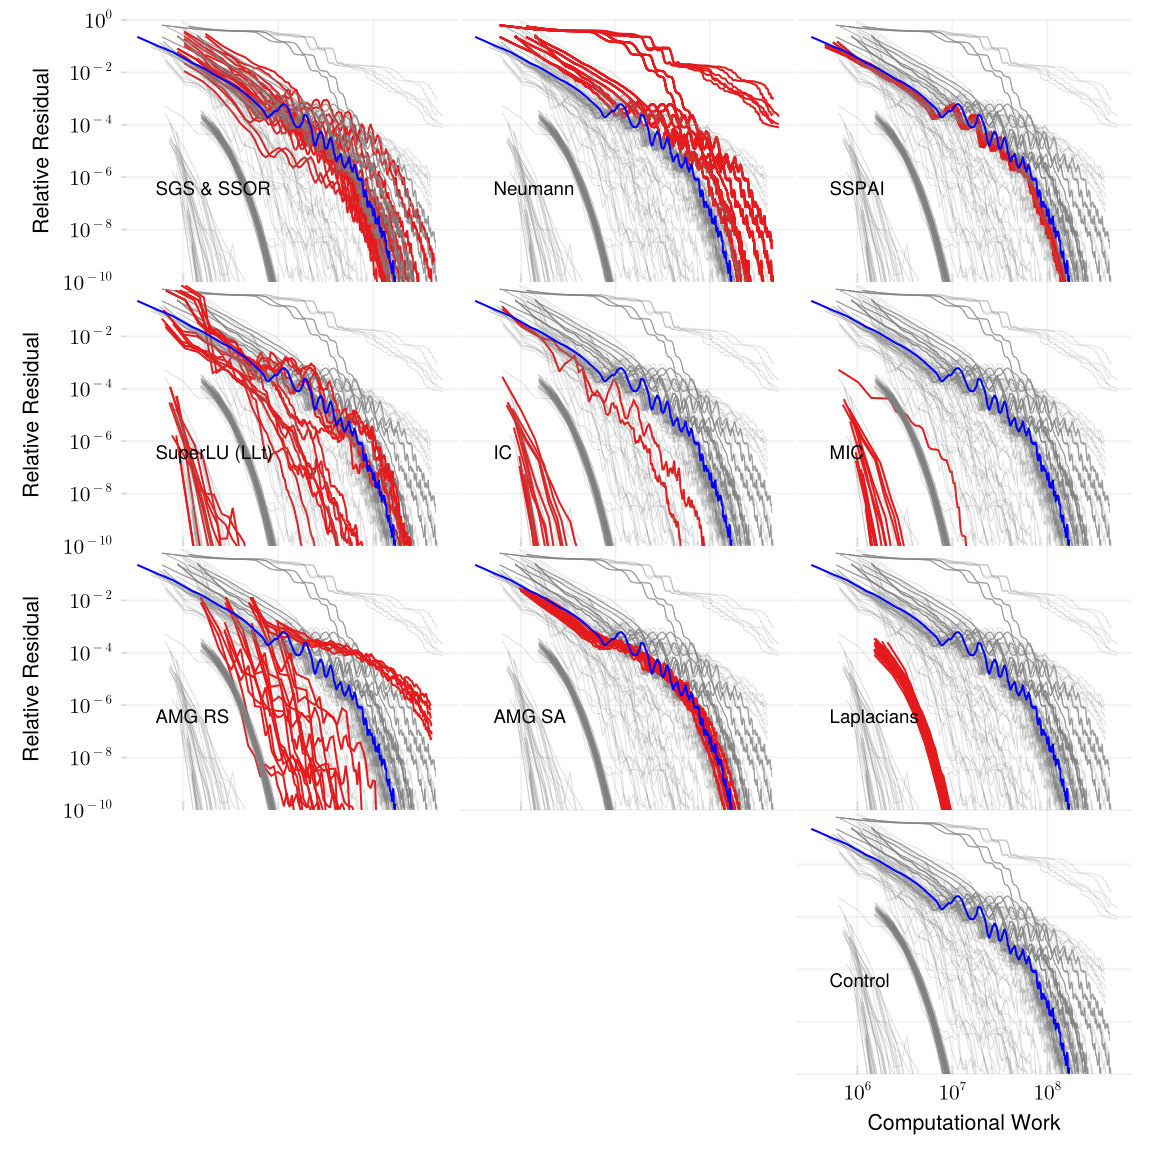 10^0
10^-2
10^-4
10^-6
10^-8
10^-10
Relative Residual
SGS & SSOR
Neumann
SSPAI
10^-2
10^-4
10^-6
10^-8
10^-10
Relative Residual
SuperLU (LLt)
IC
MIC
10^-2
10^-4
10^-6
10^-8
10^-10
Relative Residual
AMG RS
AMG SA
Laplacians
Control
10^6 10^7 10^8
Computational Work